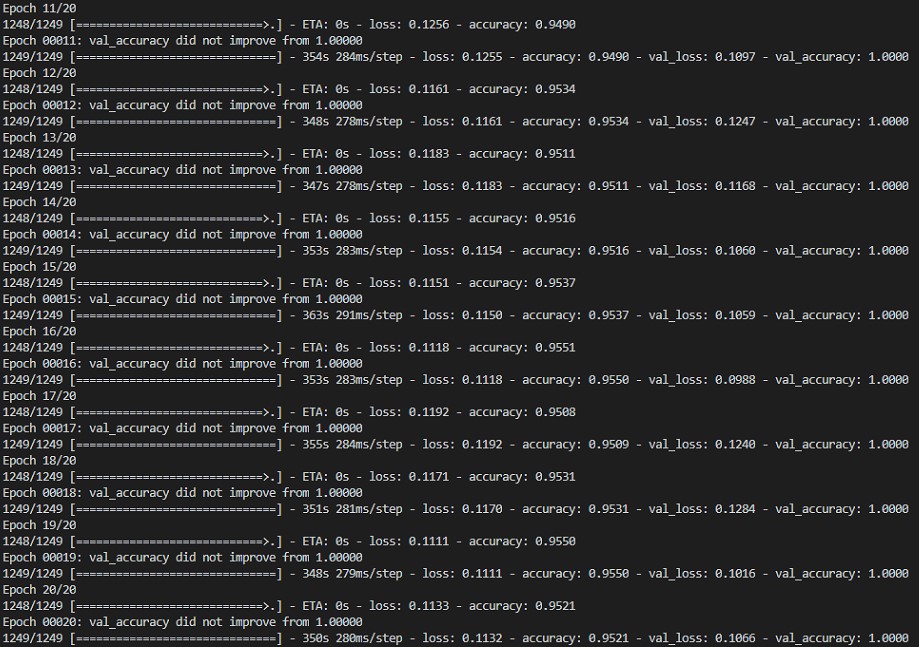 Epoch 11/20
1248/1249 [============================>.] - ETA: 0s - loss: 0.1256 - accuracy: 0.9490
Epoch 00011: val_accuracy did not improve from 1.00000
1249/1249 [==============================] - 354s 284ms/step - loss: 0.1255 - accuracy: 0.9490 - val_loss: 0.1097 - val_accuracy: 1.0000
Epoch 12/20
1248/1249 [============================>.] - ETA: 0s - loss: 0.1161 - accuracy: 0.9534
Epoch 00012: val_accuracy did not improve from 1.00000
1249/1249 [==============================] - 348s 278ms/step - loss: 0.1161 - accuracy: 0.9534 - val_loss: 0.1247 - val_accuracy: 1.0000
Epoch 13/20
1248/1249 [============================>.] - ETA: 0s - loss: 0.1183 - accuracy: 0.9511
Epoch 00013: val_accuracy did not improve from 1.00000
1249/1249 [==============================] - 347s 278ms/step - loss: 0.1183 - accuracy: 0.9511 - val_loss: 0.1168 - val_accuracy: 1.0000
Epoch 14/20
1248/1249 [============================>.] - ETA: 0s - loss: 0.1155 - accuracy: 0.9516
Epoch 00014: val_accuracy did not improve from 1.00000
1249/1249 [==============================] - 353s 283ms/step - loss: 0.1154 - accuracy: 0.9516 - val_loss: 0.1060 - val_accuracy: 1.0000
Epoch 15/20
1248/1249 [============================>.] - ETA: 0s - loss: 0.1151 - accuracy: 0.9537
Epoch 00015: val_accuracy did not improve from 1.00000
1249/1249 [==============================] - 363s 291ms/step - loss: 0.1150 - accuracy: 0.9537 - val_loss: 0.1059 - val_accuracy: 1.0000
Epoch 16/20
1248/1249 [============================>.] - ETA: 0s - loss: 0.1118 - accuracy: 0.9551
Epoch 00016: val_accuracy did not improve from 1.00000
1249/1249 [==============================] - 353s 283ms/step - loss: 0.1118 - accuracy: 0.9550 - val_loss: 0.0988 - val_accuracy: 1.0000
Epoch 17/20
1248/1249 [============================>.] - ETA: 0s - loss: 0.1192 - accuracy: 0.9508
Epoch 00017: val_accuracy did not improve from 1.00000
1249/1249 [==============================] - 355s 284ms/step - loss: 0.1192 - accuracy: 0.9509 - val_loss: 0.1240 - val_accuracy: 1.0000
Epoch 18/20
1248/1249 [============================>.] - ETA: 0s - loss: 0.1171 - accuracy: 0.9531
Epoch 00018: val_accuracy did not improve from 1.00000
1249/1249 [==============================] - 351s 281ms/step - loss: 0.1170 - accuracy: 0.9531 - val_loss: 0.1284 - val_accuracy: 1.0000
Epoch 19/20
1248/1249 [============================>.] - ETA: 0s - loss: 0.1111 - accuracy: 0.9550
Epoch 00019: val_accuracy did not improve from 1.00000
1249/1249 [==============================] - 348s 279ms/step - loss: 0.1111 - accuracy: 0.9550 - val_loss: 0.1016 - val_accuracy: 1.0000
Epoch 20/20
1248/1249 [============================>.] - ETA: 0s - loss: 0.1133 - accuracy: 0.9521
Epoch 00020: val_accuracy did not improve from 1.00000
1249/1249 [==============================] - 350s 280ms/step - loss: 0.1132 - accuracy: 0.9521 - val_loss: 0.1066 - val_accuracy: 1.0000